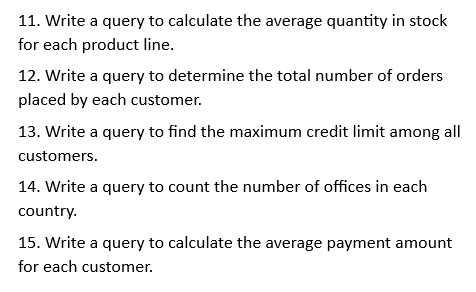 11. Write a query to calculate the average quantity in stock
for each product line.
12. Write a query to determine the total number of orders
placed by each customer.
13. Write a query to find the maximum credit limit among all
customers.
14. Write a query to count the number of offices in each
country.
15. Write a query to calculate the average payment amount
for each customer.